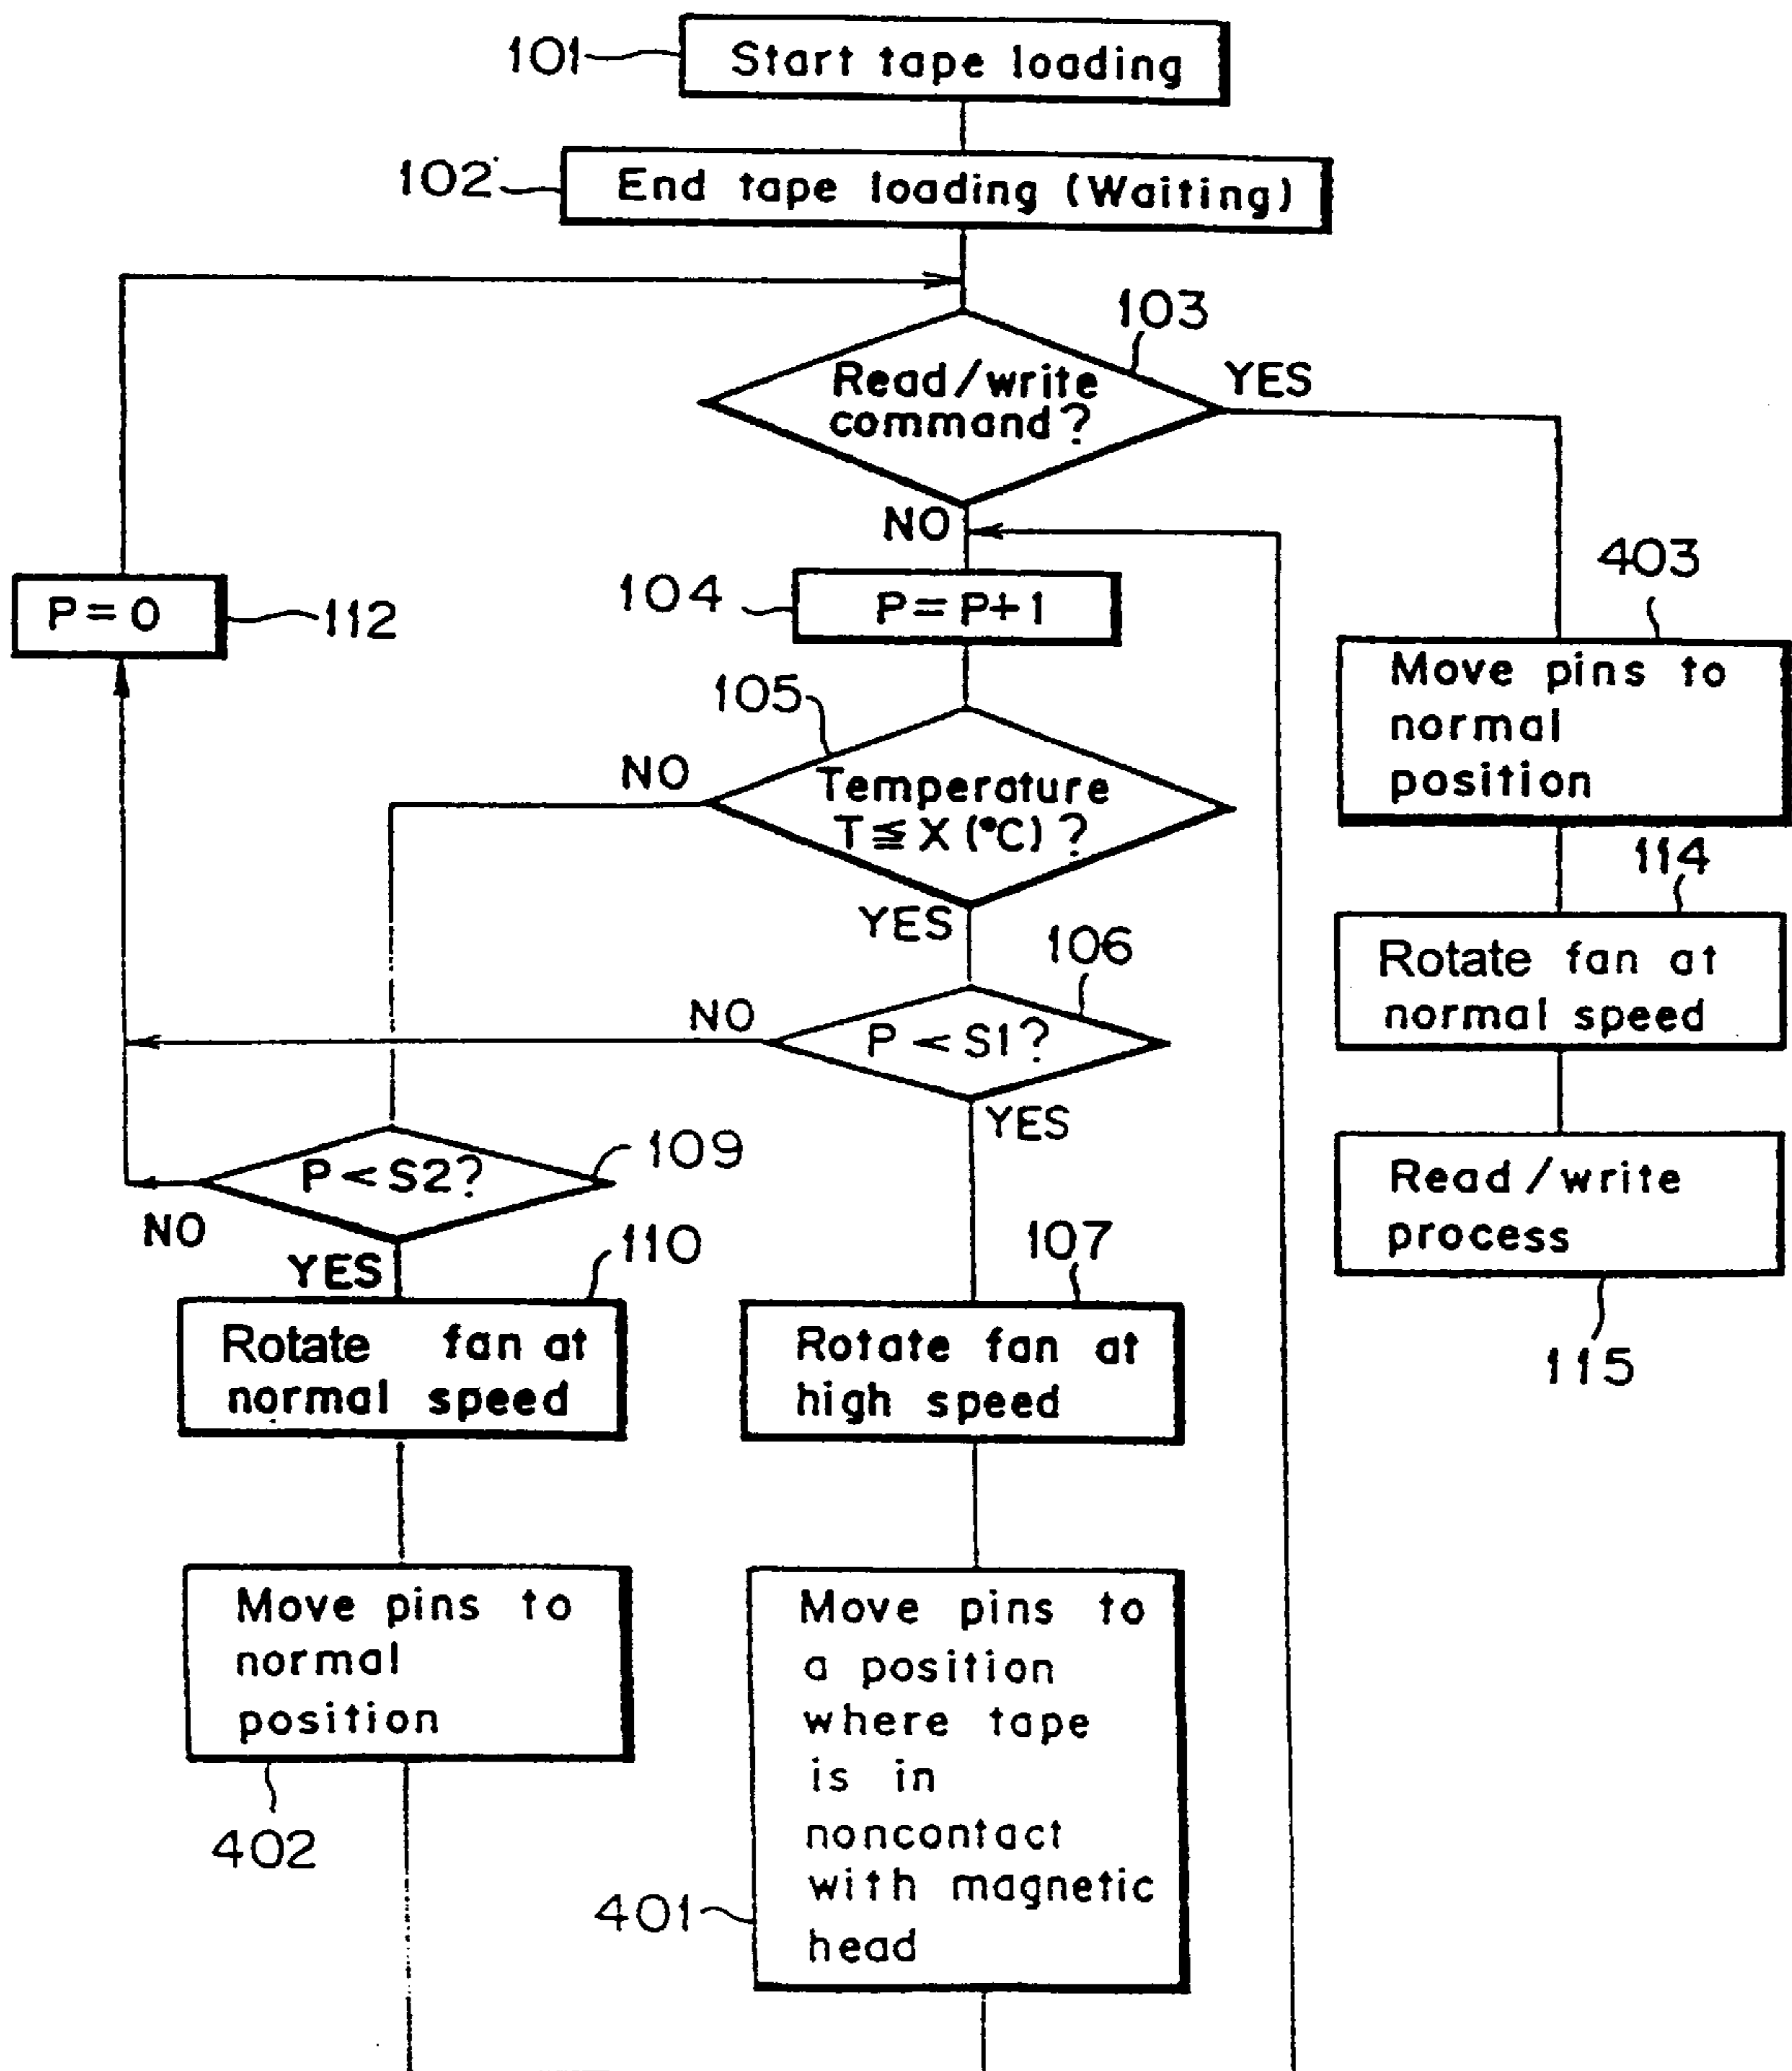 101
Start tape loading
102
End tape loading (Waiting)
103
Read/write
command?
YES
NO
P=0
112
104
P=P+1
403
Move pins to
normal
position
105
NO
Temperature
T≦X (°C)?
YES
114
Rotate fan at
normal speed
106
NO
P<S1?
YES
P<S2?
109
NO
YES
Read/write
process
115
110
Rotate fan at
normal speed
107
Rotate fan at
high speed
Move pins to
normal
position
402
Move pins to
a position
where tape
is in
noncontact
with magnetic
head
401